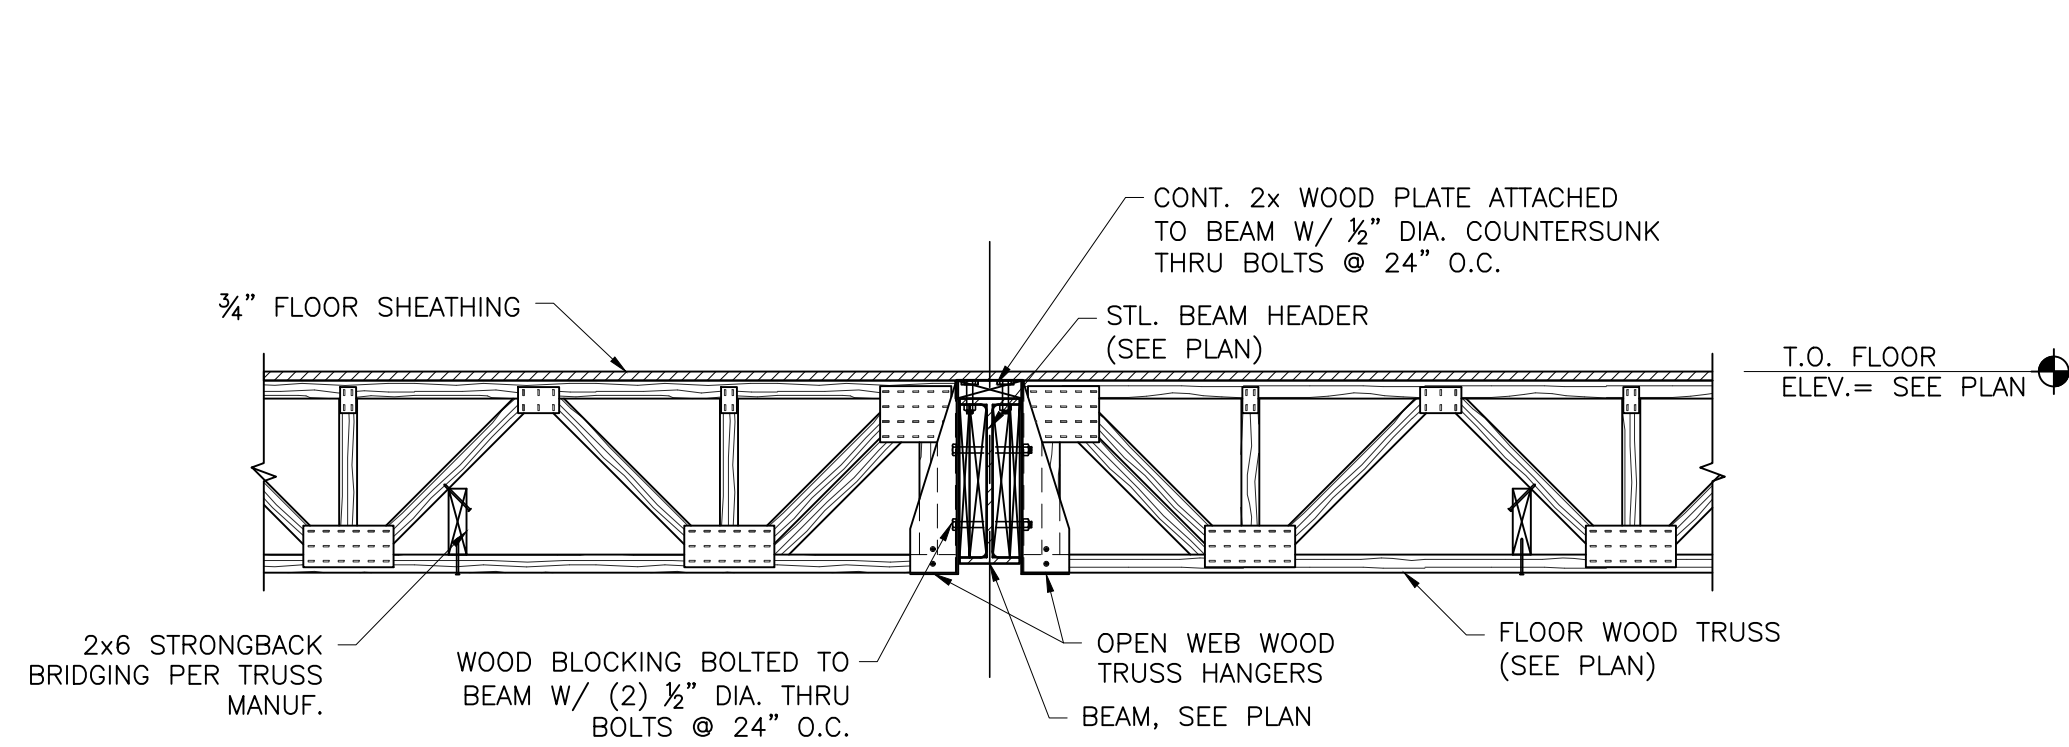 CONT. 2x WOOD PLATE ATTACHED
TO BEAM W/ ½" DIA. COUNTERSUNK
THRU BOLTS @ 24" O.C.
¾" FLOOR SHEATHING
STL. BEAM HEADER
(SEE PLAN)
T.O. FLOOR
ELEV.= SEE PLAN
2x6 STRONGBACK
BRIDGING PER TRUSS
MANUF.
WOOD BLOCKING BOLTED TO
BEAM W/ (2) ½" DIA. THRU
BOLTS @ 24" O.C.
OPEN WEB WOOD
TRUSS HANGERS
BEAM, SEE PLAN
FLOOR WOOD TRUSS
(SEE PLAN)